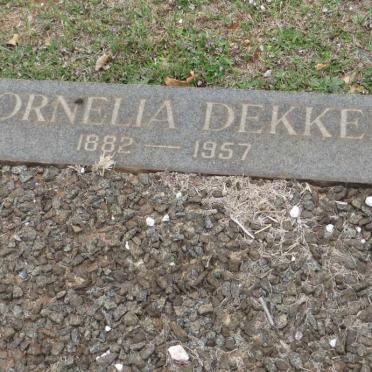 ORNELIA DEKKE
1882 — 1957